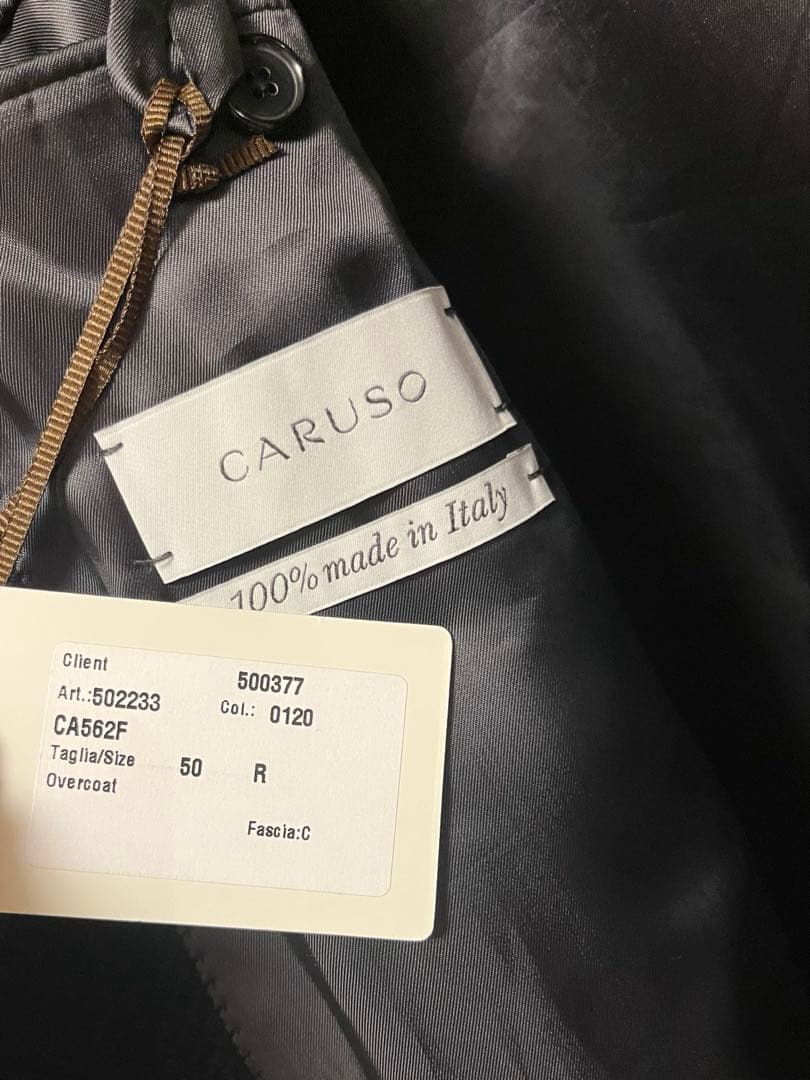 CARUSO
100% made in Italy
Client 500377
Art.:502233 Col.: 0120
CA562F
Taglia/Size 50 R
Overcoat
Fascia:C